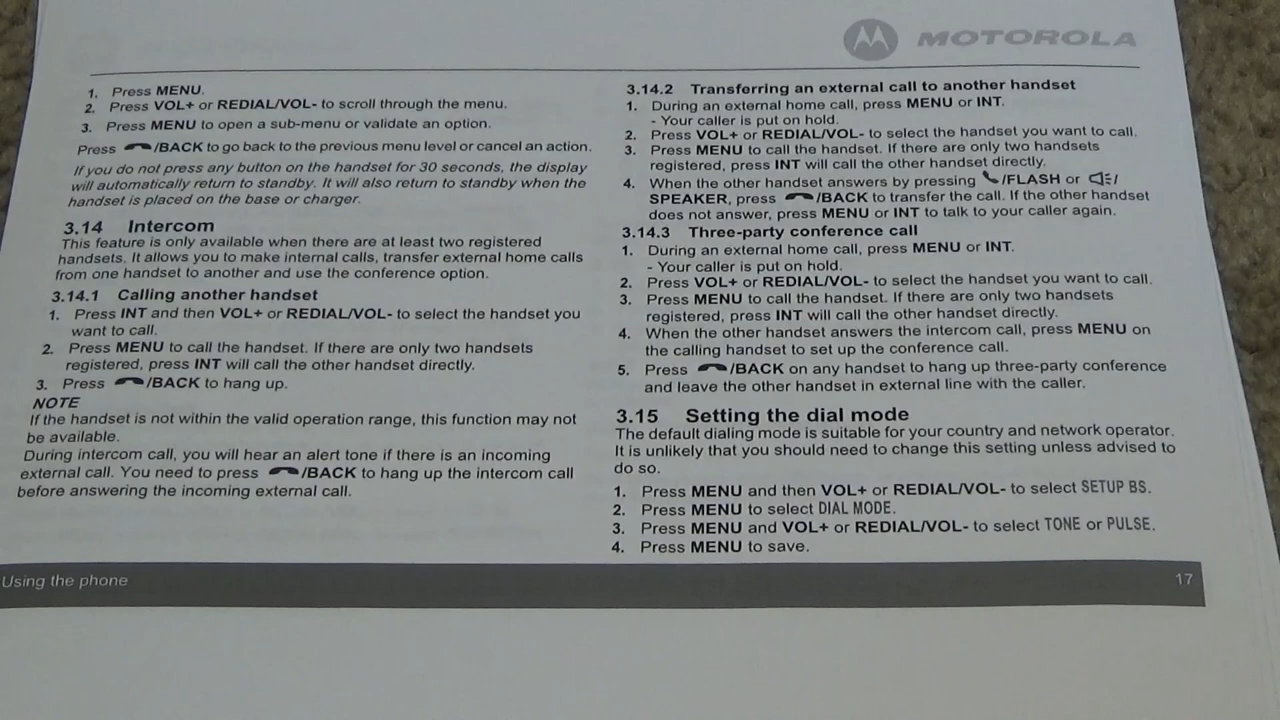 MOTOROLA
1. Press MENU.
2. Press VOL+ or REDIAL/VOL- to scroll through the menu.
3. Press MENU to open a sub-menu or validate an option.
Press /BACK to go back to the previous menu level or cancel an action.
If you do not press any button on the handset for 30 seconds, the display
will automatically return to standby. It will also return to standby when the
handset is placed on the base or charger.
3.14 Intercom
This feature is only available when there are at least two registered
handsets. It allows you to make internal calls, transfer external home calls
from one handset to another and use the conference option.
3.14.1 Calling another handset
1. Press INT and then VOL+ or REDIAL/VOL- to select the handset you
want to call.
2. Press MENU to call the handset. If there are only two handsets
registered, press INT will call the other handset directly.
3. Press /BACK to hang up.
NOTE
If the handset is not within the valid operation range, this function may not
be available.
During intercom call, you will hear an alert tone if there is an incoming
external call. You need to press /BACK to hang up the intercom call
before answering the incoming external call.
3.14.2 Transferring an external call to another handset
1. During an external home call, press MENU or INT.
- Your caller is put on hold.
2. Press VOL+ or REDIAL/VOL- to select the handset you want to call.
3. Press MENU to call the handset. If there are only two handsets
registered, press INT will call the other handset directly.
4. When the other handset answers by pressing /FLASH or /
SPEAKER, press /BACK to transfer the call. If the other handset
does not answer, press MENU or INT to talk to your caller again.
3.14.3 Three-party conference call
1. During an external home call, press MENU or INT.
- Your caller is put on hold.
2. Press VOL+ or REDIAL/VOL- to select the handset you want to call.
3. Press MENU to call the handset. If there are only two handsets
registered, press INT will call the other handset directly.
4. When the other handset answers the intercom call, press MENU on
the calling handset to set up the conference call.
5. Press /BACK on any handset to hang up three-party conference
and leave the other handset in external line with the caller.
3.15 Setting the dial mode
The default dialing mode is suitable for your country and network operator.
It is unlikely that you should need to change this setting unless advised to
do so.
1. Press MENU and then VOL+ or REDIAL/VOL- to select SETUP BS.
2. Press MENU to select DIAL MODE.
3. Press MENU and VOL+ or REDIAL/VOL- to select TONE or PULSE.
4. Press MENU to save.
Using the phone
17